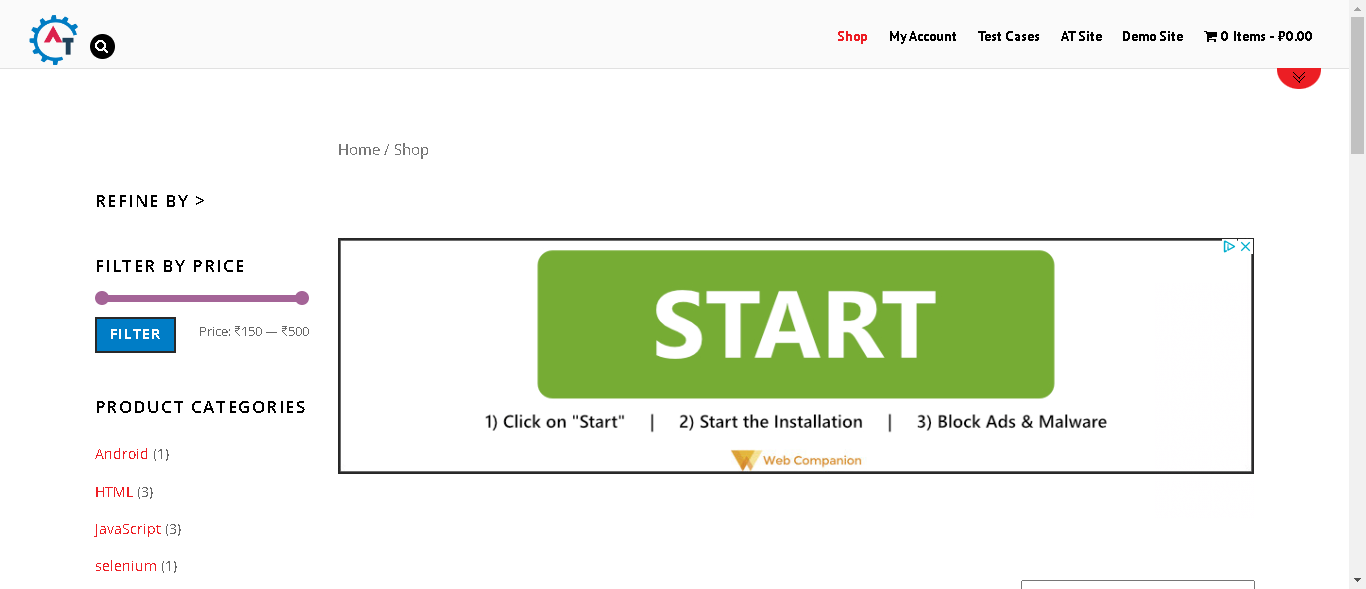 AT
Shop My Account Test Cases AT Site Demo Site 0 Items - ₽0.00
Home / Shop
REFINE BY >
FILTER BY PRICE
FILTER Price: ₹150 — ₹500
PRODUCT CATEGORIES
Android (1)
HTML (3)
JavaScript (3)
selenium (1)
START
1) Click on "Start" | 2) Start the Installation | 3) Block Ads & Malware
Web Companion